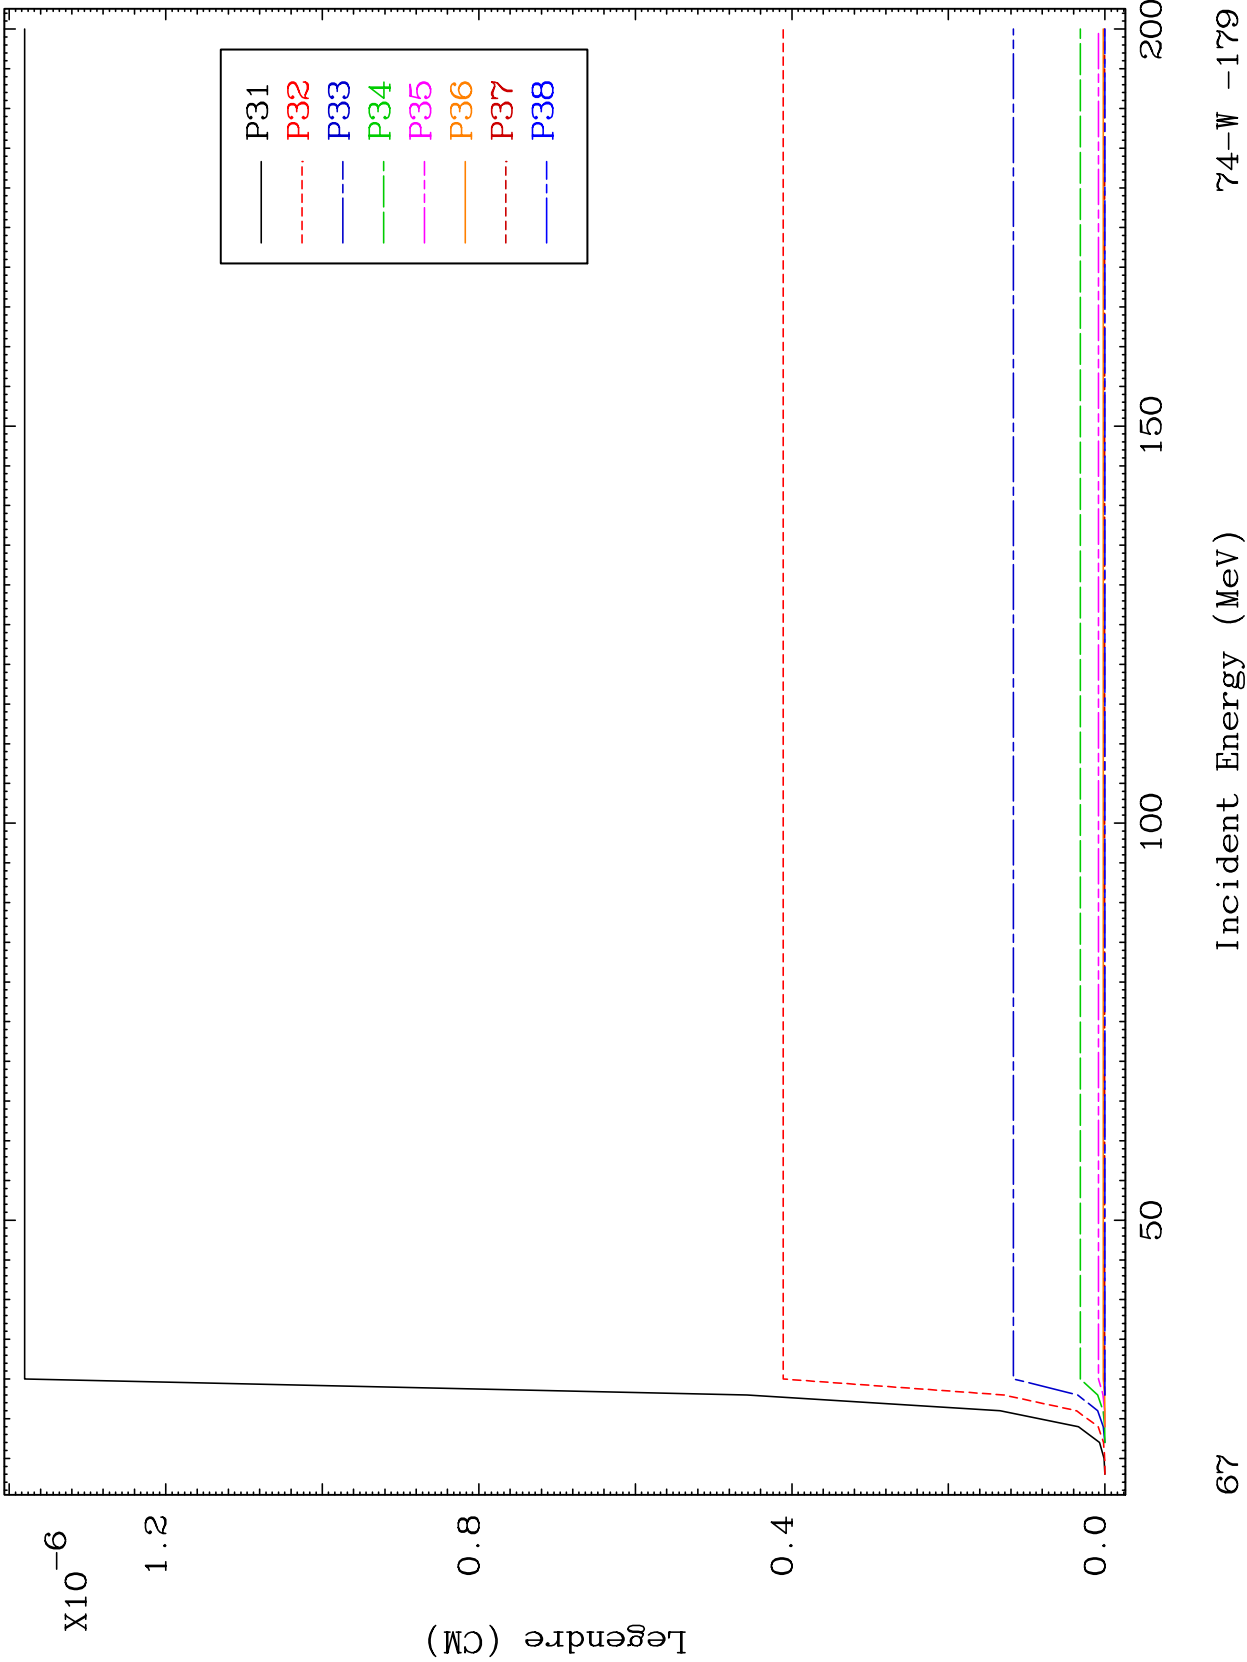 X10-6
1.2
0.8
0.4
0.0
Legendre (CM)
P31
P32
P33
P34
P35
P36
P37
P38
50
100
150
200
67
Incident Energy (MeV)
74-W -179